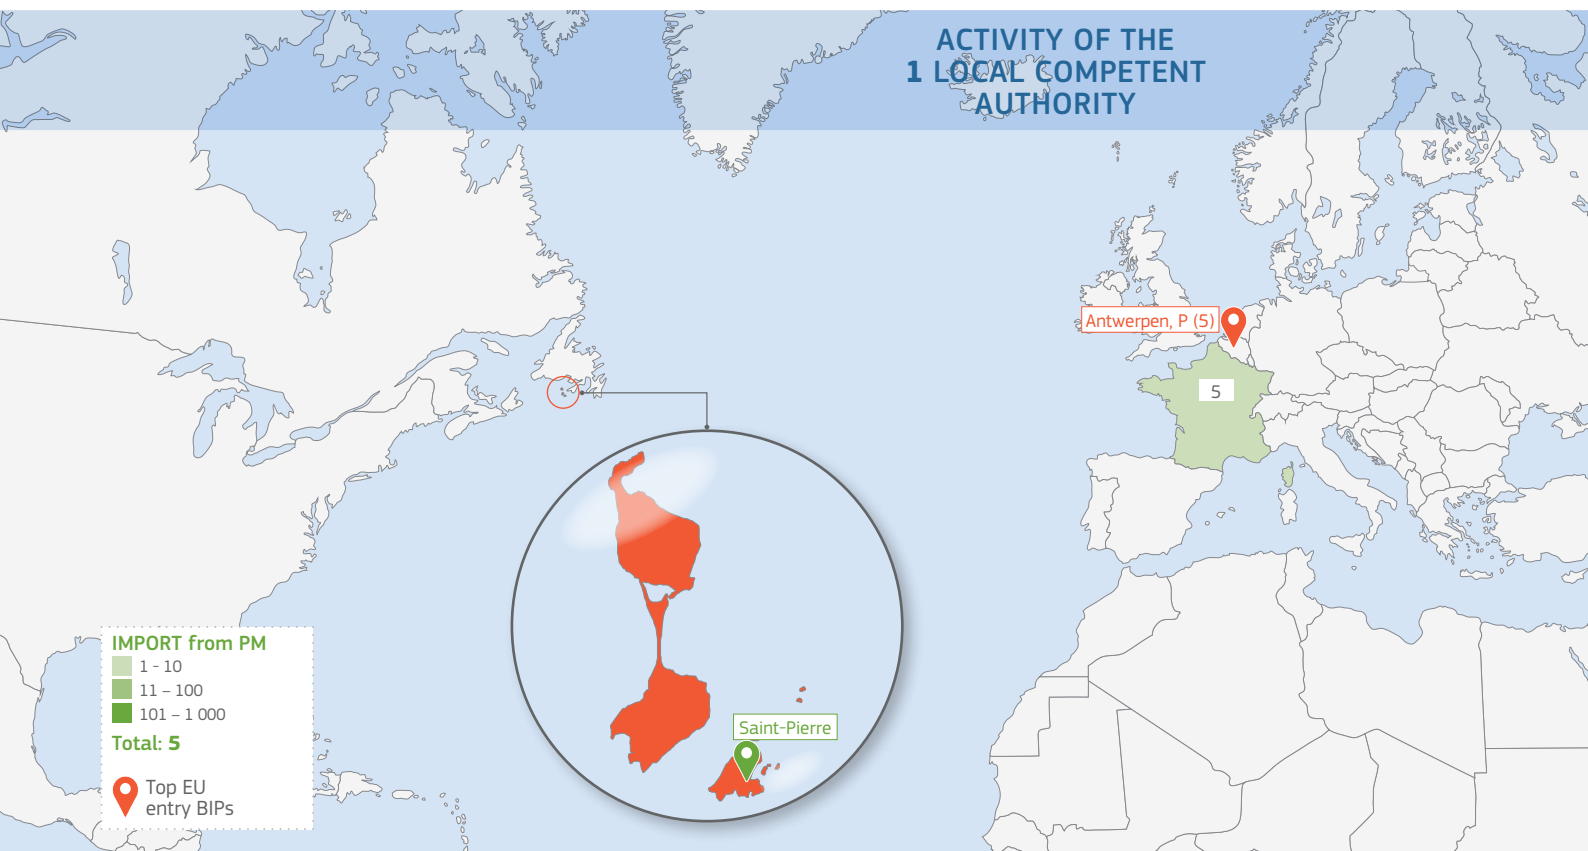 ACTIVITY OF THE
1 LOCAL COMPETENT
AUTHORITY
Antwerpen, P (5)
5
IMPORT from PM
1 - 10
11 – 100
101 – 1 000
Total: 5
Top EU
entry BIPs
Saint-Pierre